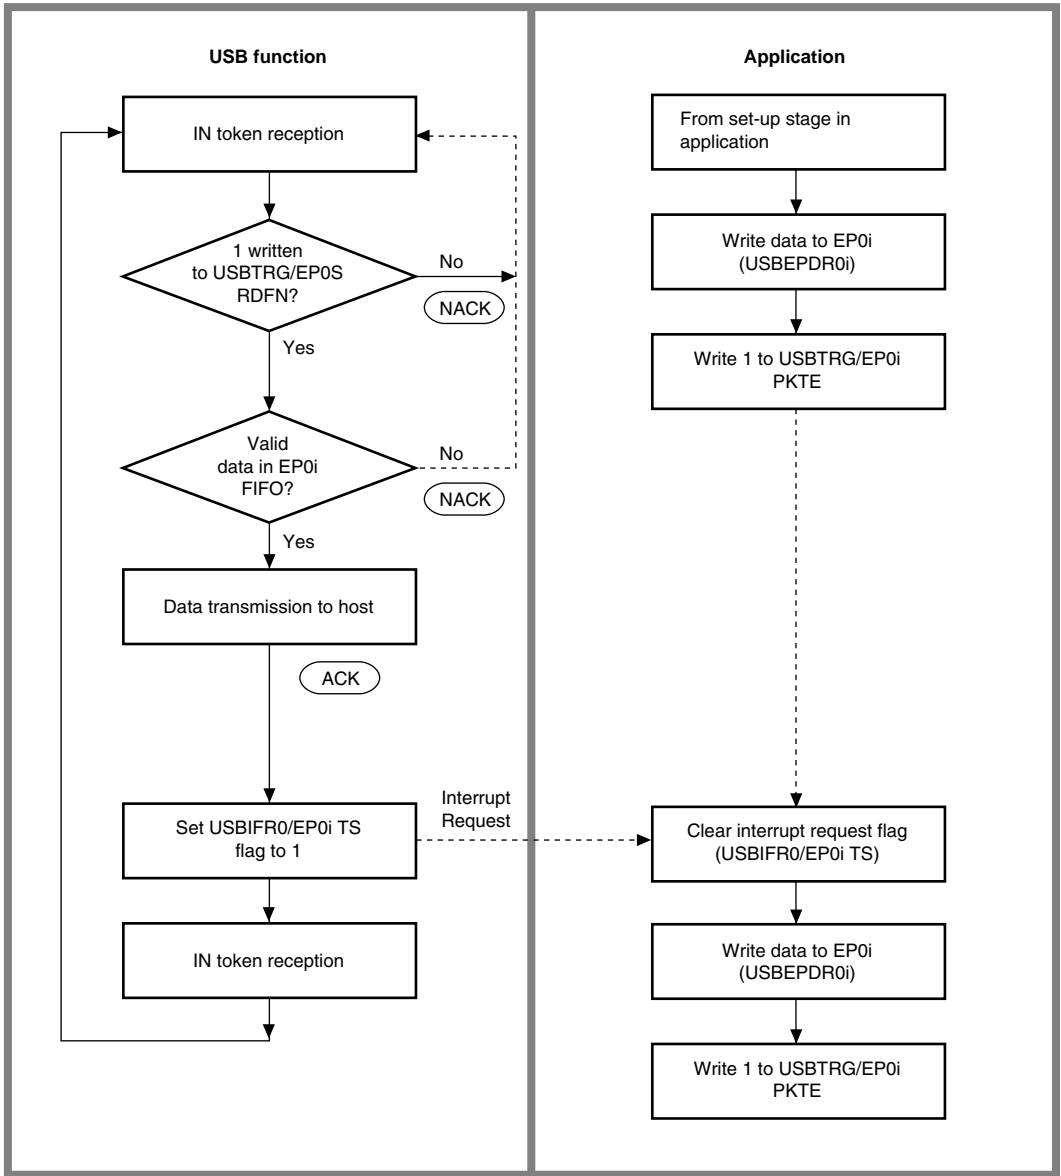 USB function
IN token reception
1 written
to USBTRG/EP0S
RDFN?
No
NACK
Yes
Valid
data in EP0i
FIFO?
No
NACK
Yes
Data transmission to host
ACK
Set USBIFR0/EP0i TS
flag to 1
Interrupt
Request
IN token reception
Application
From set-up stage in
application
Write data to EP0i
(USBEPDR0i)
Write 1 to USBTRG/EP0i
PKTE
Clear interrupt request flag
(USBIFR0/EP0i TS)
Write data to EP0i
(USBEPDR0i)
Write 1 to USBTRG/EP0i
PKTE